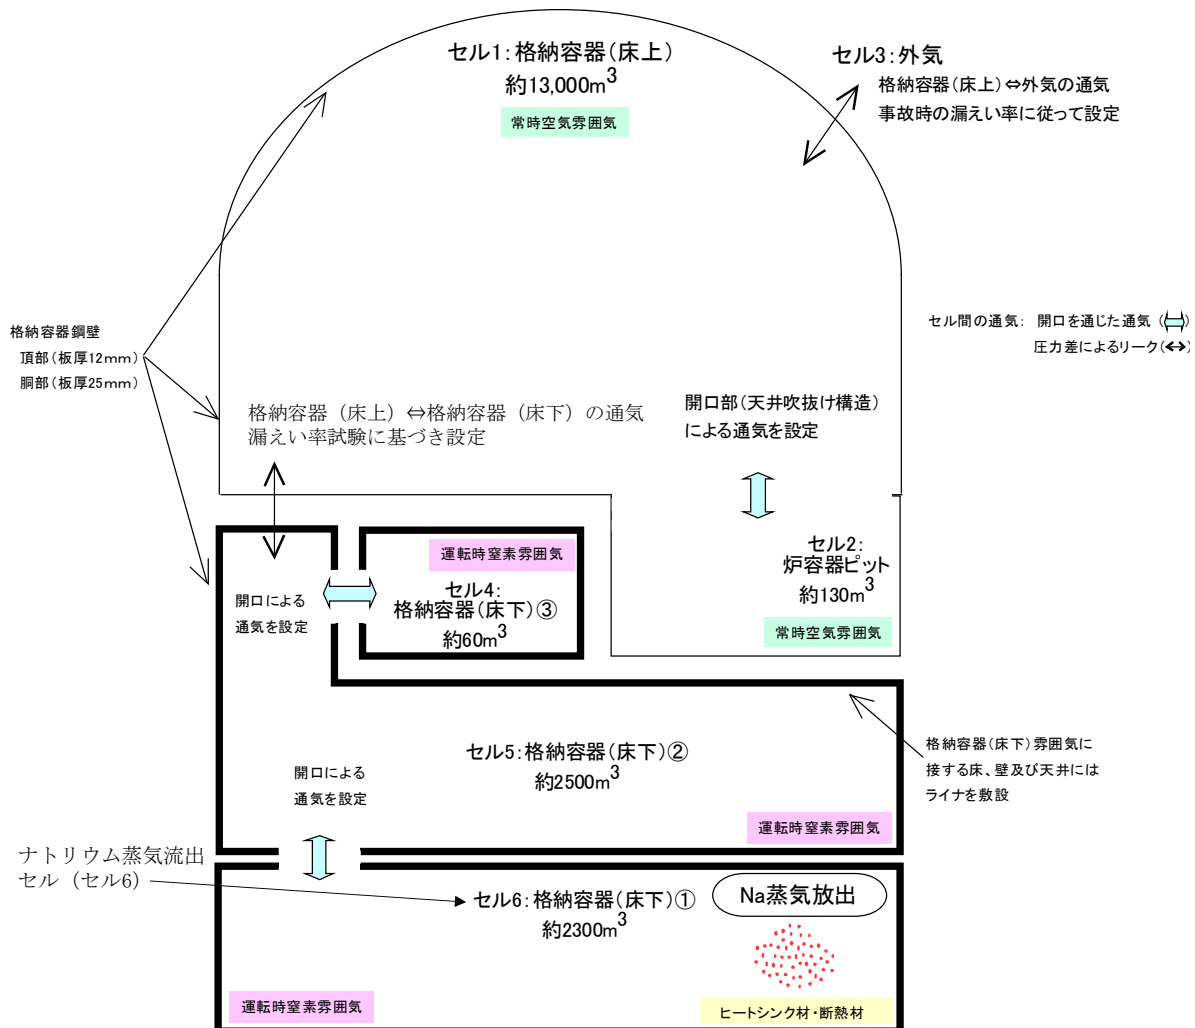 セル1：格納容器（床上）
約13,000m3
常時空気雰囲気
セル3：外気
格納容器（床上）⇔外気の通気
事故時の漏えい率に従って設定
格納容器鋼壁
頂部（板厚12mm）
胴部（板厚25mm）
セル間の通気： 開口を通じた通気（⇔）
圧力差によるリーク（↔）
格納容器（床上）⇔格納容器（床下）の通気
漏えい率試験に基づき設定
開口部（天井吹抜け構造）
による通気を設定
運転時窒素雰囲気
セル4：
格納容器（床下）③
約60m3
開口による
通気を設定
セル2：
炉容器ピット
約130m3
常時空気雰囲気
セル5：格納容器（床下）②
約2500m3
開口による
通気を設定
運転時窒素雰囲気
格納容器（床下）雰囲気に
接する床、壁及び天井には
ライナを敷設
ナトリウム蒸気流出
セル（セル6）
セル6：格納容器（床下）①
約2300m3
Na蒸気放出
運転時窒素雰囲気
ヒートシンク材・断熱材